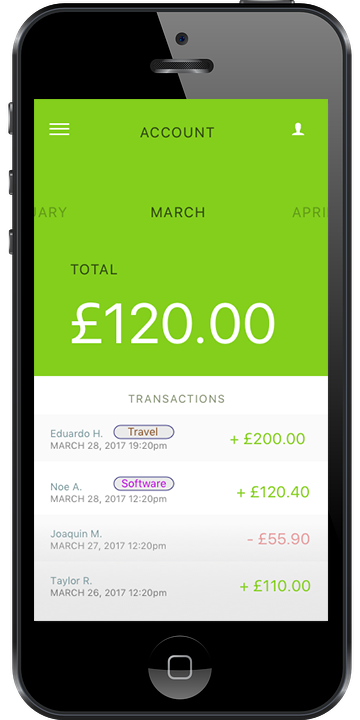 ACCOUNT
UARY MARCH APRI
TOTAL
£120.00
TRANSACTIONS
Eduardo H. Travel
MARCH 28, 2017 19:20pm + £200.00
Noe A. Software
MARCH 28, 2017 12:20pm + £120.40
Joaquin M.
MARCH 27, 2017 12:20pm - £55.90
Taylor R.
MARCH 26, 2017 12:20pm + £110.00